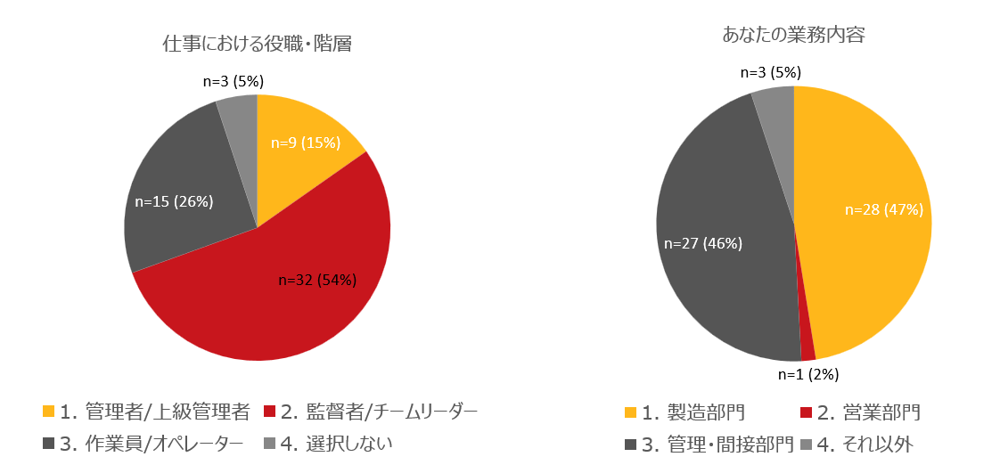 仕事における役職・階層
n=3 (5%)
n=9 (15%)
n=15 (26%)
n=32 (54%)
1. 管理者/上級管理者
2. 監督者/チームリーダー
3. 作業員/オペレーター
4. 選択しない
あなたの業務内容
n=3 (5%)
n=28 (47%)
n=27 (46%)
n=1 (2%)
1. 製造部門
2. 営業部門
3. 管理・間接部門
4. それ以外